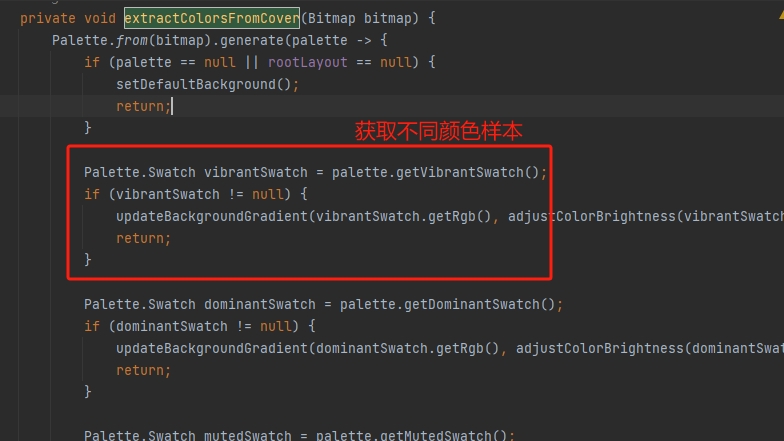 private void extractColorsFromCover(Bitmap bitmap) {
Palette.from(bitmap).generate(palette -> {
if (palette == null || rootLayout == null) {
setDefaultBackground();
return;
}
获取不同颜色样本
Palette.Swatch vibrantSwatch = palette.getVibrantSwatch();
if (vibrantSwatch != null) {
updateBackgroundGradient(vibrantSwatch.getRgb(), adjustColorBrightness(vibrantSwatch
return;
}
Palette.Swatch dominantSwatch = palette.getDominantSwatch();
if (dominantSwatch != null) {
updateBackgroundGradient(dominantSwatch.getRgb(), adjustColorBrightness(dominantSwat
return;
}
Palette.Swatch mutedSwatch = palette.getMutedSwatch();